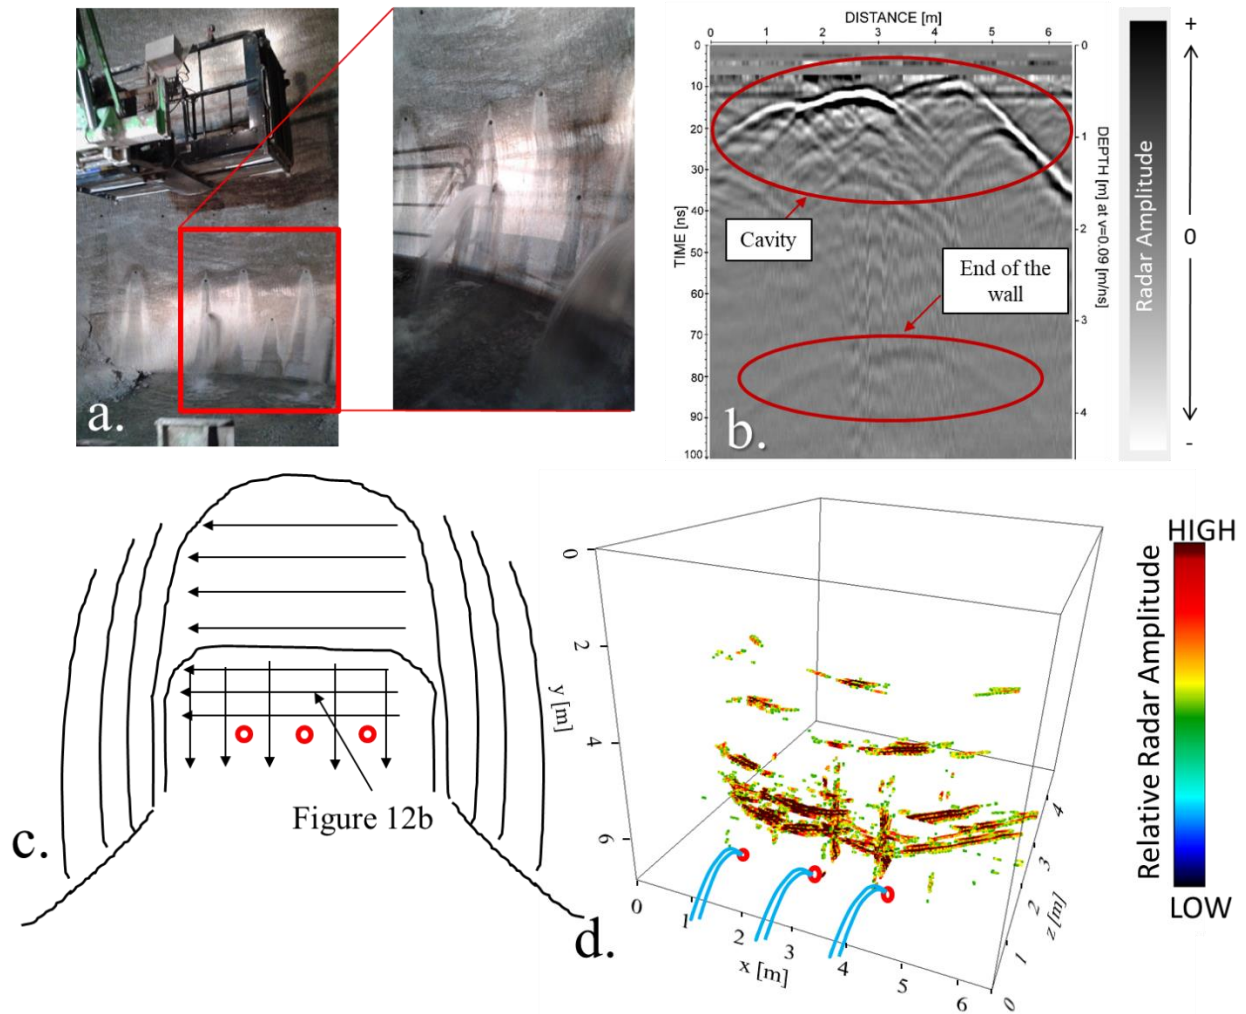 a.
DISTANCE [m]
0 1 2 3 4 5 6
0
10
20
30
40
50
60
70
80
90
100
TIME [ns]
0
1
2
3
4
DEPTH [m] at v=0.09 [m/ns]
Cavity
End of the
wall
b.
Radar Amplitude
+
0
-
c.
Figure 12b
d.
0
2
4
6
y [m]
0 1 2 3 4 5 6
x [m]
0 1 2 3 4
z [m]
HIGH
Relative Radar Amplitude
LOW